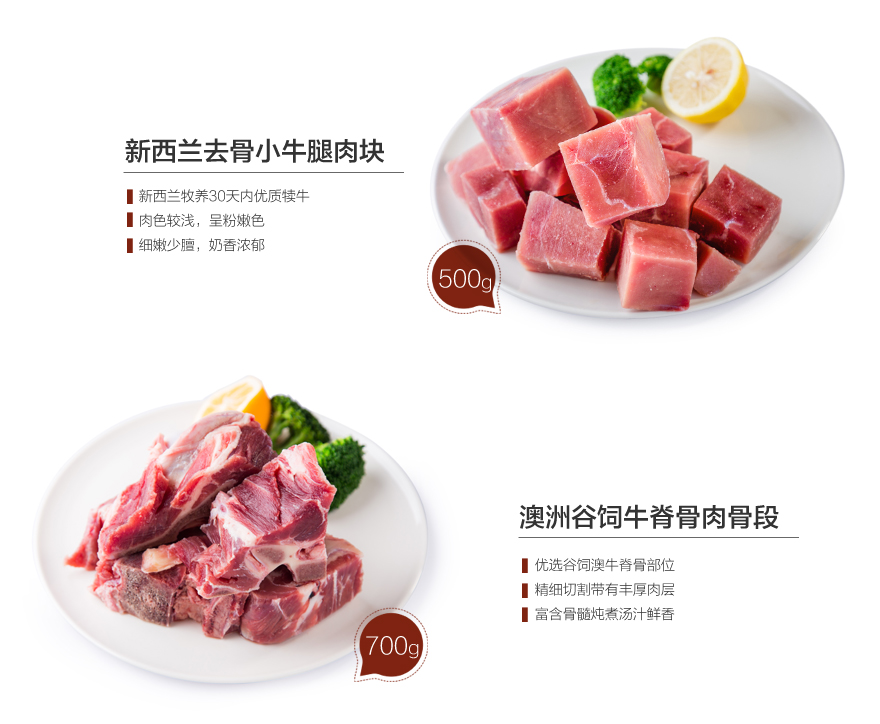 新西兰去骨小牛腿肉块
新西兰牧养30天内优质犊牛
肉色较浅，呈粉嫩色
细嫩少膻，奶香浓郁
500g
700g
澳洲谷饲牛脊骨肉骨段
优选谷饲澳牛脊骨部位
精细切割带有丰厚肉层
富含骨髓炖煮汤汁鲜香